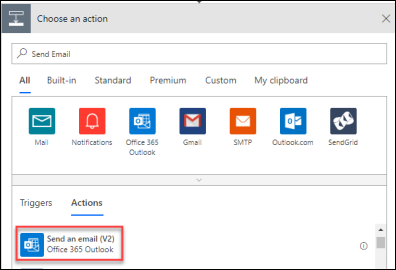 Choose an action
Send Email
All Built-in Standard Premium Custom My clipboard
Mail Notifications Office 365 Outlook Gmail SMTP Outlook.com SendGrid
Triggers Actions
Send an email (V2)
Office 365 Outlook